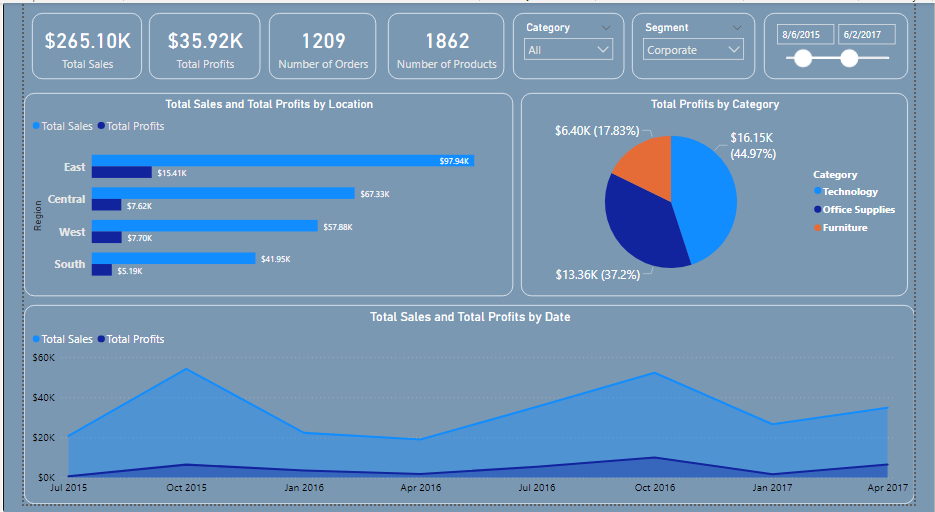 $265.10K
Total Sales
$35.92K
Total Profits
1209
Number of Orders
1862
Number of Products
Category
All
Segment
Corporate
8/6/2015
6/2/2017
Total Sales and Total Profits by Location
Total Sales
Total Profits
Region
East
$97.94K
$15.41K
Central
$67.33K
$7.62K
West
$57.88K
$7.70K
South
$41.95K
$5.19K
Total Profits by Category
$6.40K (17.83%)
$16.15K
(44.97%)
$13.36K (37.2%)
Category
Technology
Office Supplies
Furniture
Total Sales and Total Profits by Date
Total Sales
Total Profits
$60K
$40K
$20K
$0K
Jul 2015
Oct 2015
Jan 2016
Apr 2016
Jul 2016
Oct 2016
Jan 2017
Apr 2017